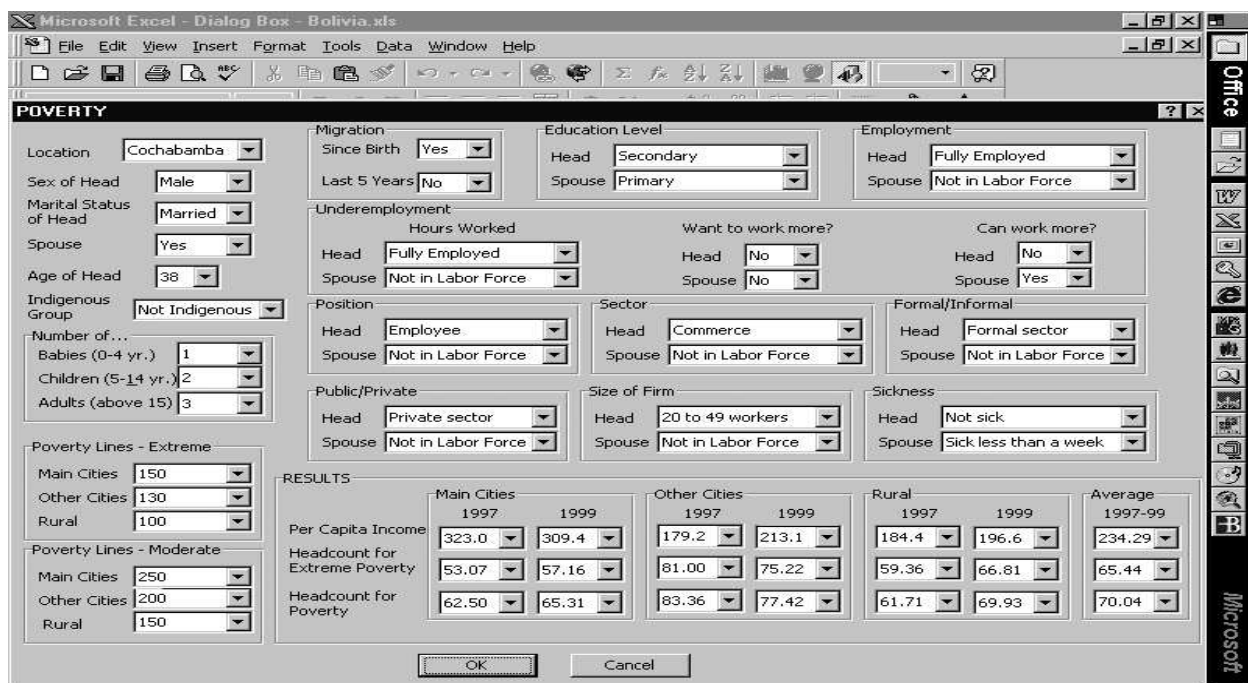 Microsoft Excel - Dialog Box - Bolivia.xls
File Edit View Insert Format Tools Data Window Help
POVERTY
Location Cochabamba
Sex of Head Male
Marital Status of Head Married
Spouse Yes
Age of Head 38
Indigenous Group Not Indigenous
Number of...
Babies (0-4 yr.) 1
Children (5-14 yr.) 2
Adults (above 15) 3
Poverty Lines - Extreme
Main Cities 150
Other Cities 130
Rural 100
Poverty Lines - Moderate
Main Cities 250
Other Cities 200
Rural 150
Migration
Since Birth Yes
Last 5 Years No
Education Level
Head Secondary
Spouse Primary
Employment
Head Fully Employed
Spouse Not in Labor Force
Underemployment
Hours Worked Want to work more? Can work more?
Head Fully Employed Head No Head No
Spouse Not in Labor Force Spouse No Spouse Yes
Position
Head Employee
Spouse Not in Labor Force
Sector
Head Commerce
Spouse Not in Labor Force
Formal/Informal
Head Formal sector
Spouse Not in Labor Force
Public/Private
Head Private sector
Spouse Not in Labor Force
Size of Firm
Head 20 to 49 workers
Spouse Not in Labor Force
Sickness
Head Not sick
Spouse Sick less than a week
RESULTS
Main Cities Other Cities Rural Average
1997 1999 1997 1999 1997 1999 1997-99
Per Capita Income 323.0 309.4 179.2 213.1 184.4 196.6 234.29
Headcount for Extreme Poverty 53.07 57.16 81.00 75.22 59.36 66.81 65.44
Headcount for Poverty 62.50 65.31 83.36 77.42 61.71 69.93 70.04
OK Cancel
Office
Microsoft